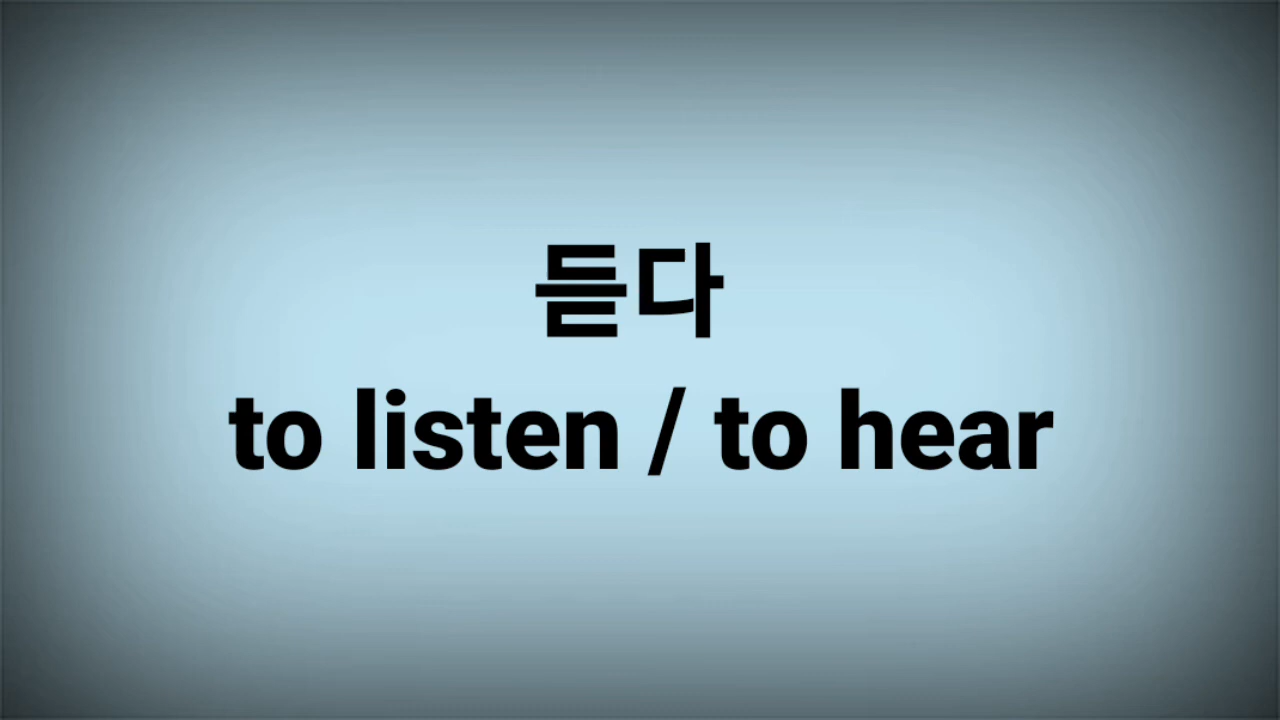 듣다
to listen / to hear